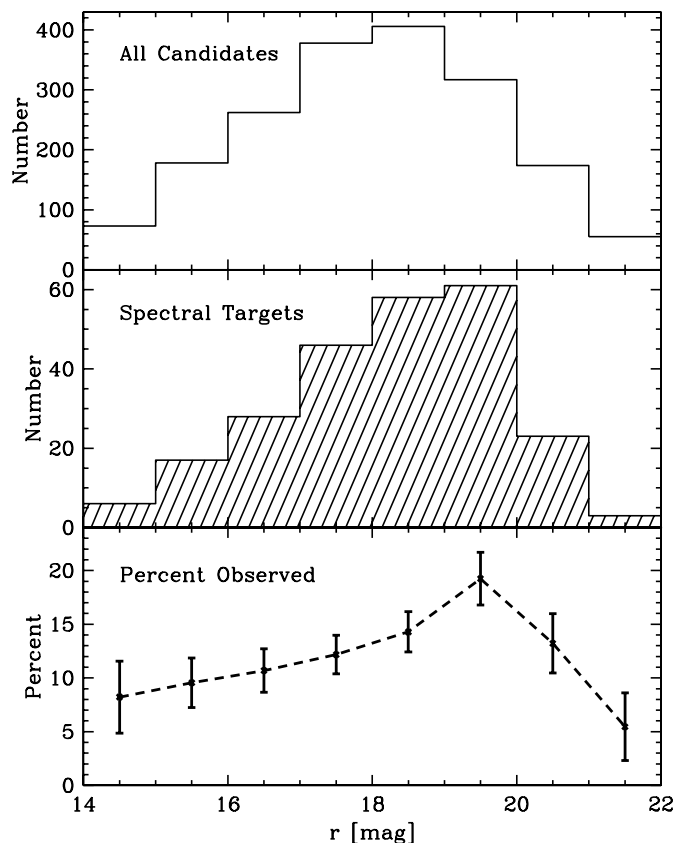 400
All Candidates
300
Number
200
100
0
60
Spectral Targets
Number
40
20
0
Percent Observed
20
15
Percent
10
5
0
14 16 18 20 22
r [mag]